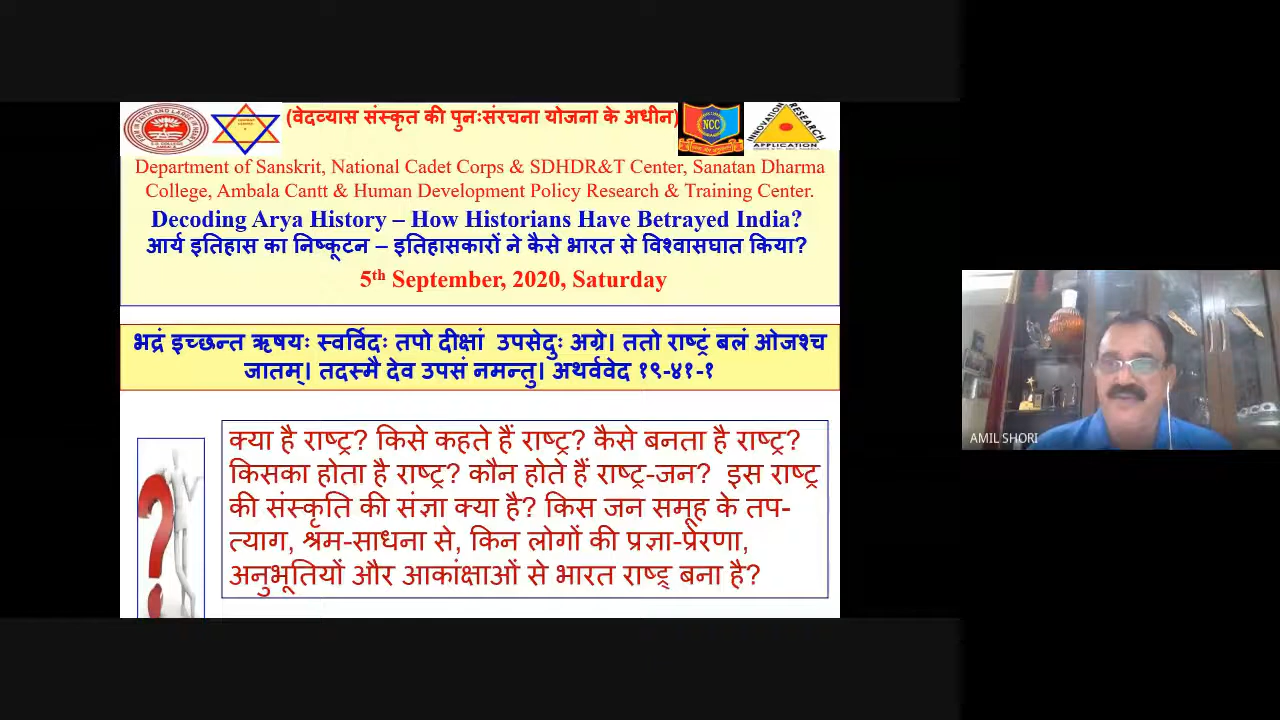 (वेदव्यास संस्कृत की पुनःसंरचना योजना के अधीन)
NCC
INNOVATION
RESEARCH
APPLICATION
Department of Sanskrit, National Cadet Corps & SDHDR&T Center, Sanatan Dharma
College, Ambala Cantt & Human Development Policy Research & Training Center.
Decoding Arya History – How Historians Have Betrayed India?
आर्य इतिहास का निष्कूटन – इतिहासकारों ने कैसे भारत से विश्वासघात किया?
5th September, 2020, Saturday
भद्रं इच्छन्त ऋषयः स्वर्विदः तपो दीक्षां उपसेदुः अग्रे। ततो राष्ट्रं बलं ओजश्च
जातम्। तदस्मै देव उपसं नमन्तु। अथर्ववेद १९-४१-१
क्या है राष्ट्र? किसे कहते हैं राष्ट्र? कैसे बनता है राष्ट्र?
किसका होता है राष्ट्र? कौन होते हैं राष्ट्र-जन? इस राष्ट्र
की संस्कृति की संज्ञा क्या है? किस जन समूह के तप-
त्याग, श्रम-साधना से, किन लोगों की प्रज्ञा-प्रेरणा,
अनुभूतियों और आकांक्षाओं से भारत राष्ट्र् बना है?
?
AMIL SHORI